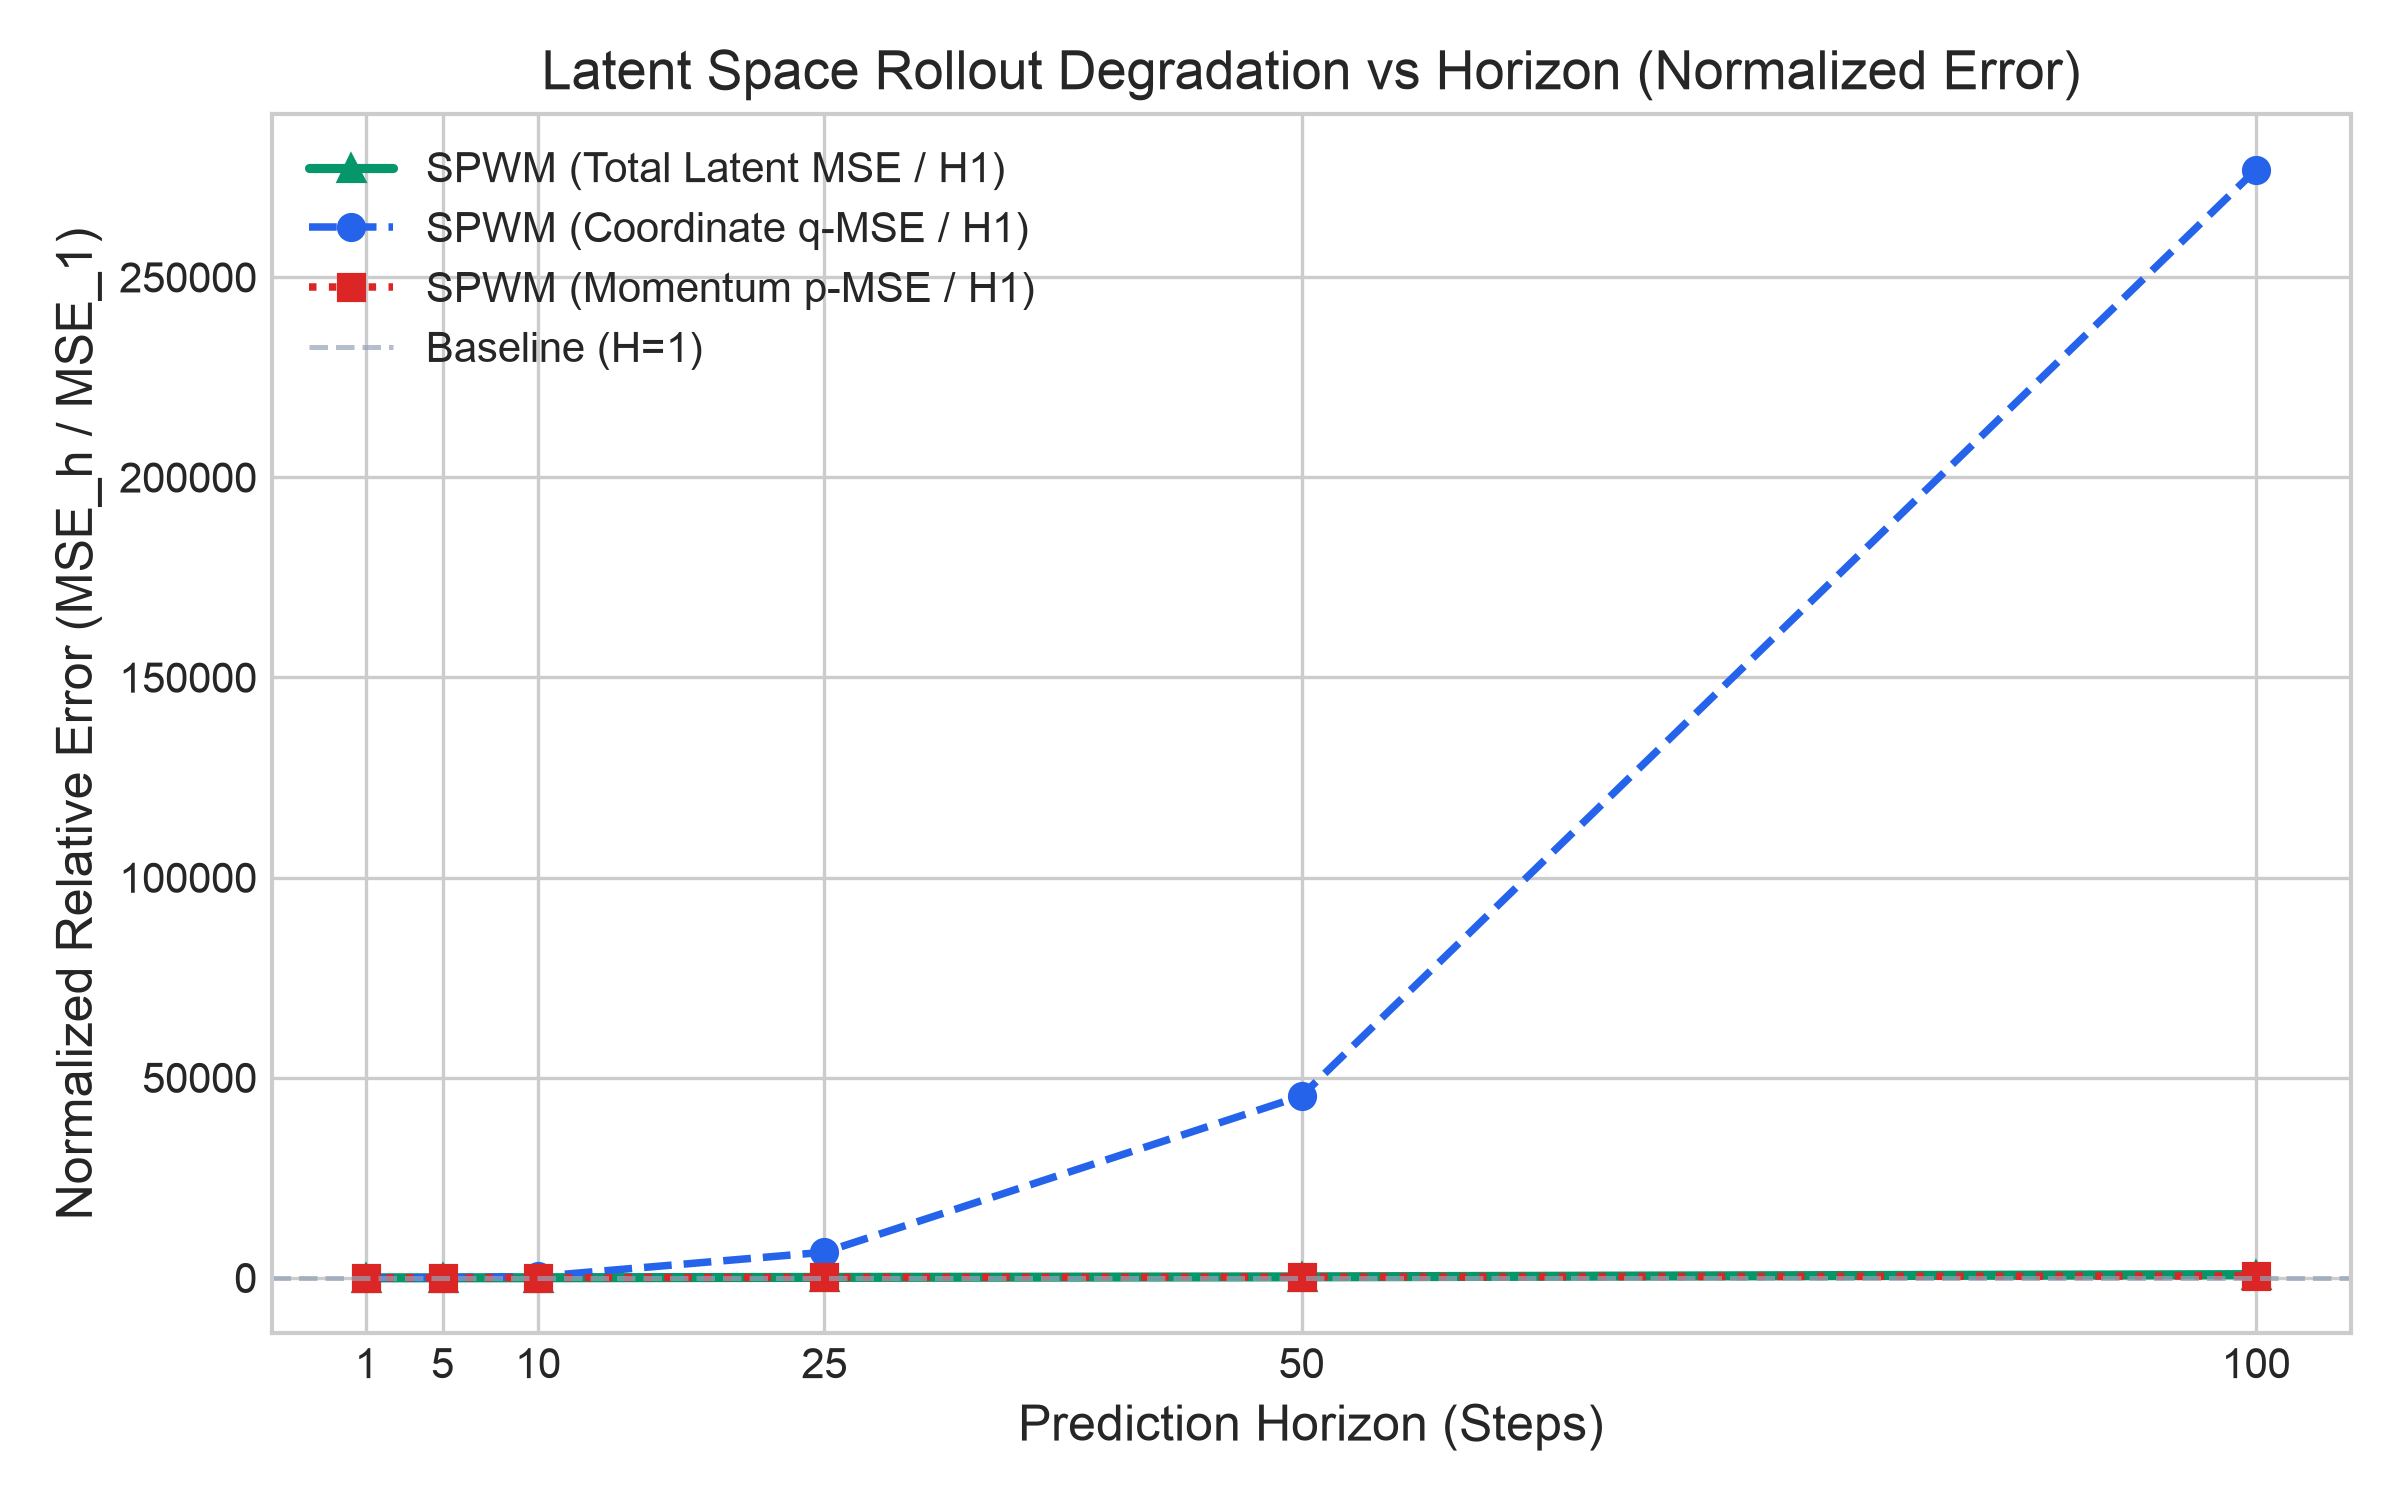 Latent Space Rollout Degradation vs Horizon (Normalized Error)
SPWM (Total Latent MSE / H1)
SPWM (Coordinate q-MSE / H1)
SPWM (Momentum p-MSE / H1)
Baseline (H=1)
Normalized Relative Error (MSE_h / MSE_1)
250000
200000
150000
100000
50000
0
1 5 10 25 50 100
Prediction Horizon (Steps)